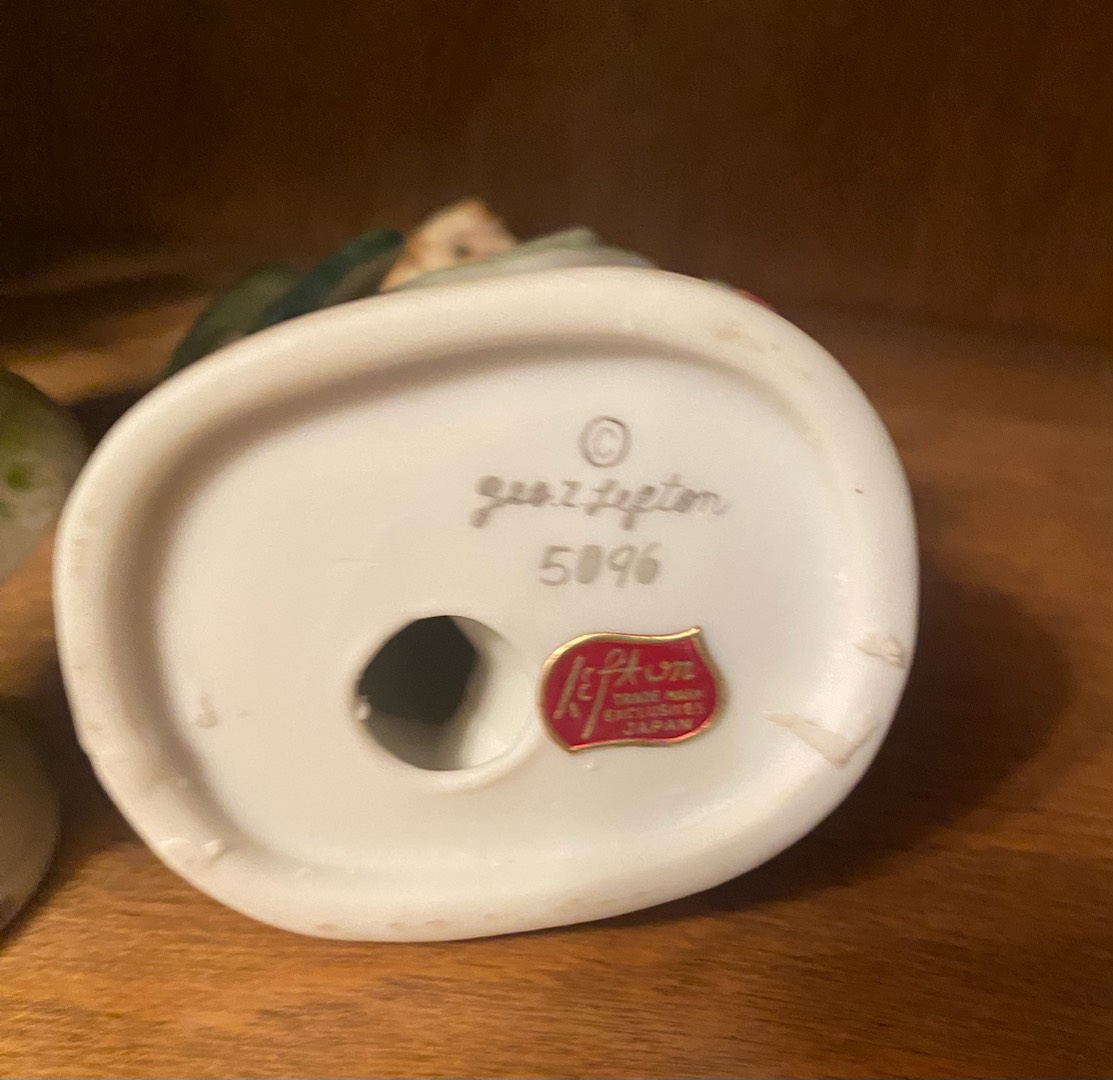 ©
Geo. Z. Lefton
5096
Lefton
TRADE MARK
EXCLUSIVES
JAPAN